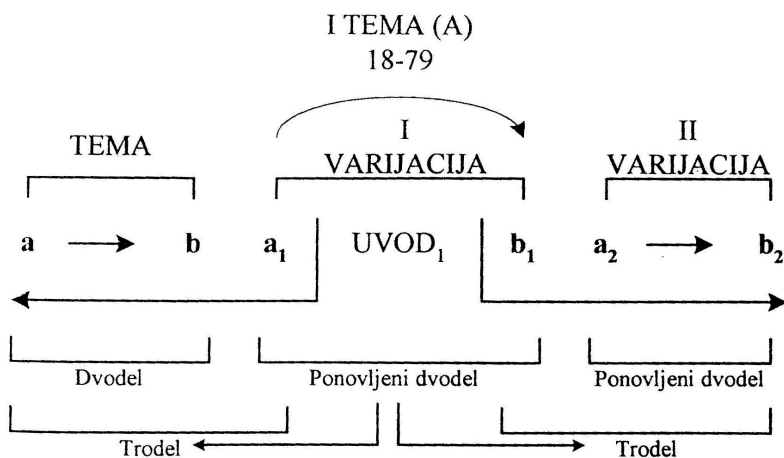 I TEMA (A)
18-79
TEMA
I
VARIJACIJA
II
VARIJACIJA
a b a₁ UVOD₁ b₁ a₂ b₂
Dvodel Ponovljeni dvodel Ponovljeni dvodel
Trodel Trodel